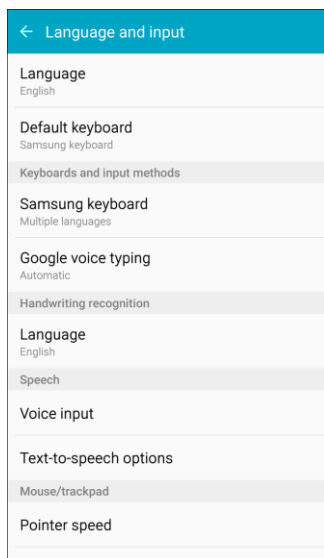 Language and input
Language
English
Default keyboard
Samsung keyboard
Keyboards and input methods
Samsung keyboard
Multiple languages
Google voice typing
Automatic
Handwriting recognition
Language
English
Speech
Voice input
Text-to-speech options
Mouse/trackpad
Pointer speed